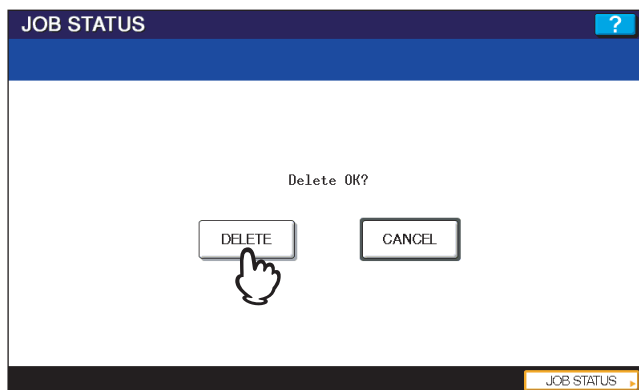 JOB STATUS
?
Delete OK?
DELETE
CANCEL
JOB STATUS